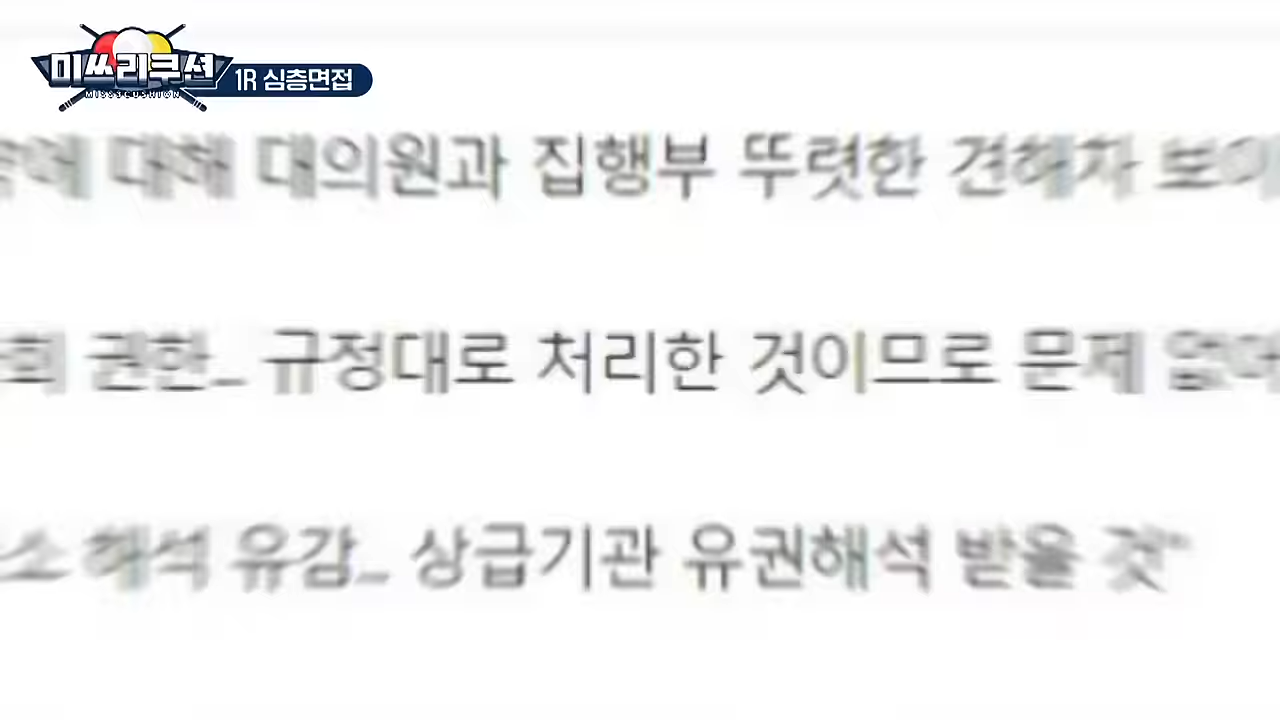 미쓰리쿠션
MISS3CUSHION
1R 심층면접
대해 대의원과 집행부 뚜렷한 견해차 보이
권한.. 규정대로 처리한 것이므로 문제 없어
해석 유감.. 상급기관 유권해석 받을 것"